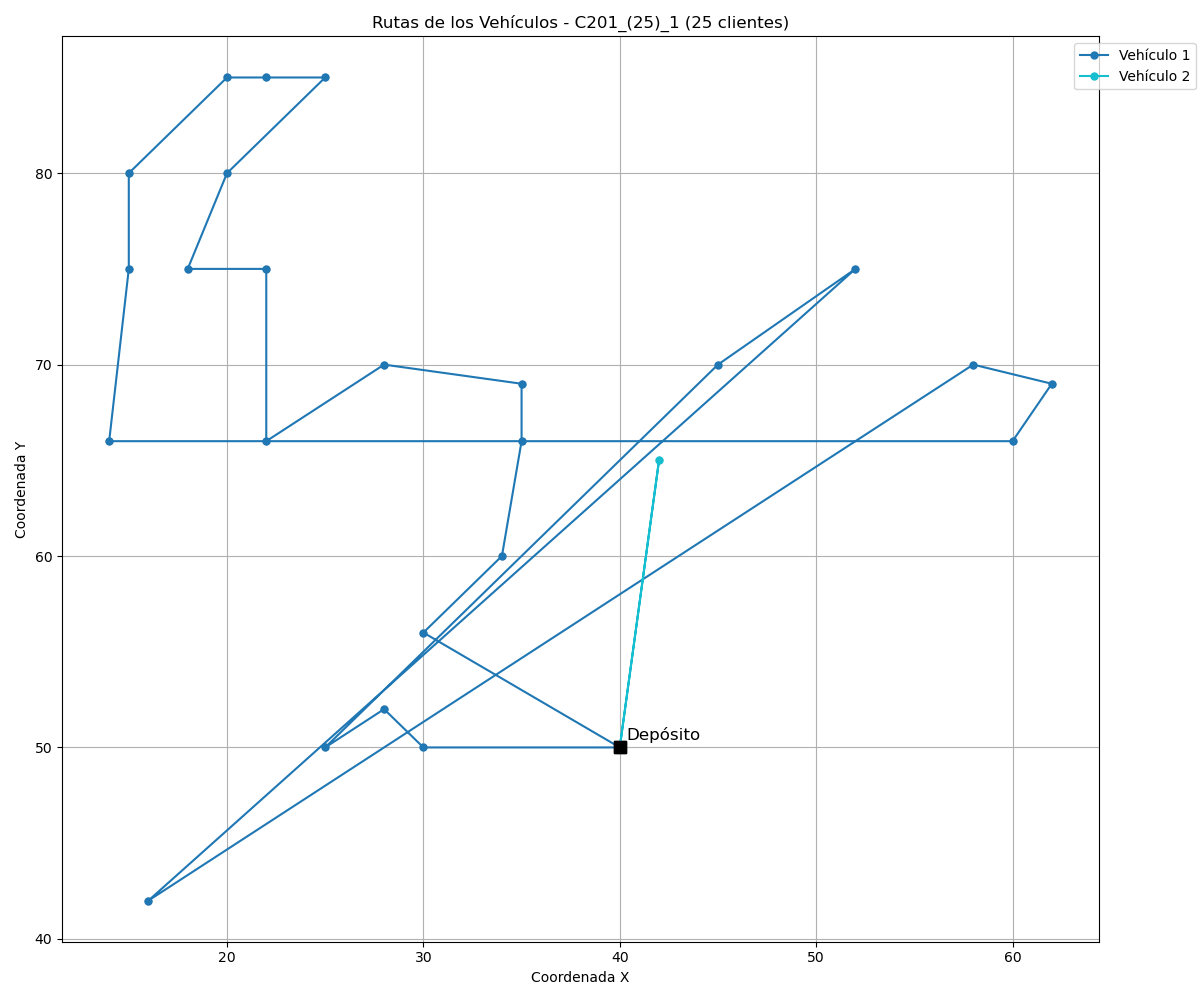 Rutas de los Vehículos - C201_(25)_1 (25 clientes)
Vehículo 1
Vehículo 2
80
70
60
50
40
Coordenada Y
Depósito
20
30
40
50
60
Coordenada X